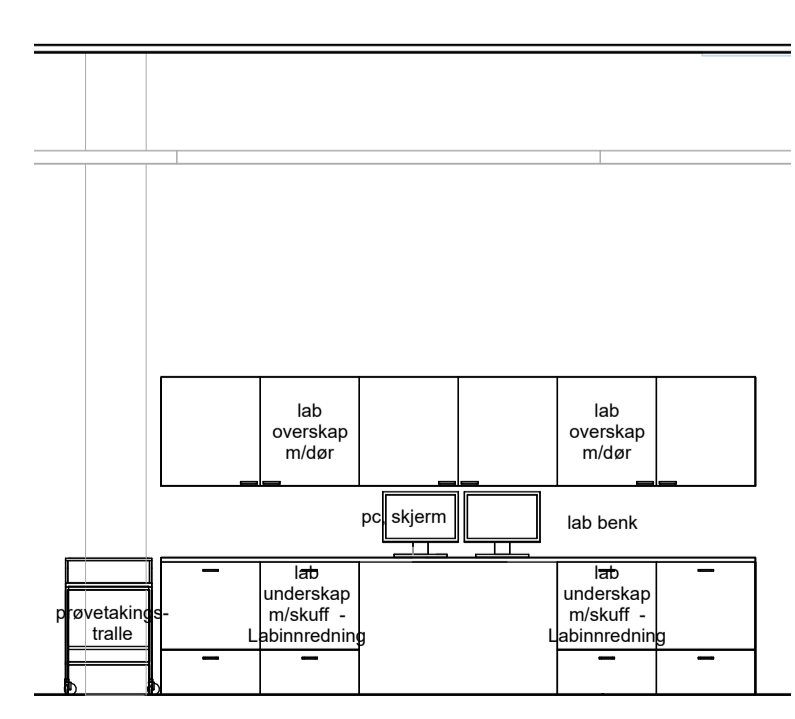 lab
overskap
m/dør
lab
overskap
m/dør
pc, skjerm
lab benk
lab
underskap
m/skuff -
Labinnredning
lab
underskap
m/skuff -
Labinnredning
prøvetakings-
tralle